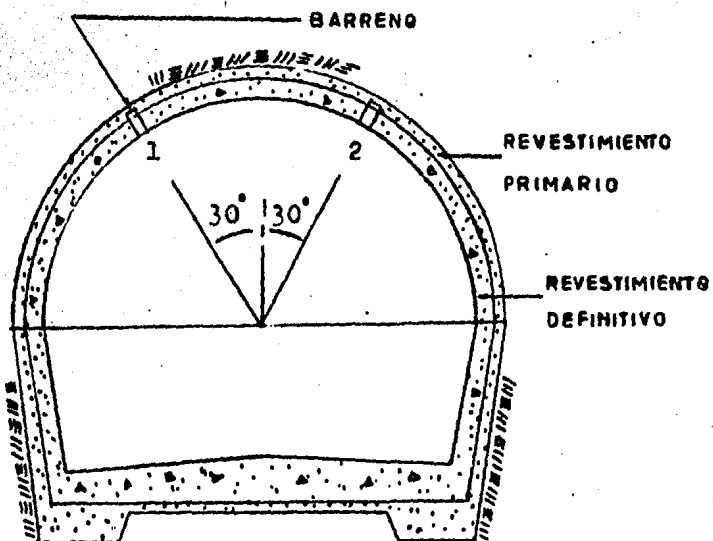 BARRENO
1
2
REVESTIMIENTO
PRIMARIO
30° 30°
REVESTIMIENTO
DEFINITIVO